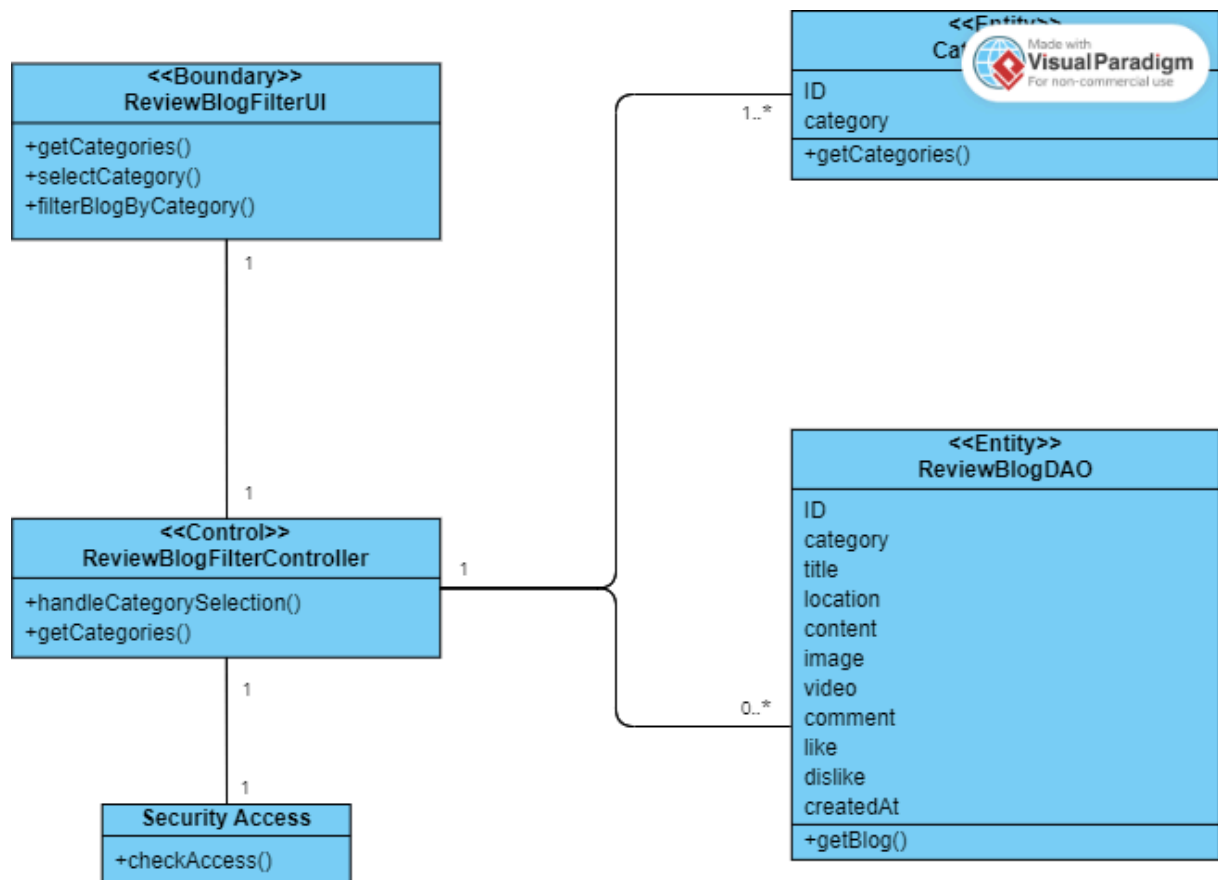 <<Boundary>>
ReviewBlogFilterUI
+getCategories()
+selectCategory()
+filterBlogByCategory()
1
1
<<Control>>
ReviewBlogFilterController
+handleCategorySelection()
+getCategories()
1
1
1
Security Access
+checkAccess()
<<Entity>>
Made with
VisualParadigm
For non-commercial use
ID
category
+getCategories()
1..*
<<Entity>>
ReviewBlogDAO
ID
category
title
location
content
image
video
comment
like
dislike
createdAt
+getBlog()
0..*